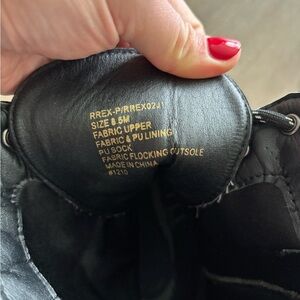 RREX-P/RREX02J1
SIZE 8.5M
FABRIC UPPER
FABRIC & PU LINING
PU SOCK
FABRIC FLOCKING OUTSOLE
MADE IN CHINA
#1210